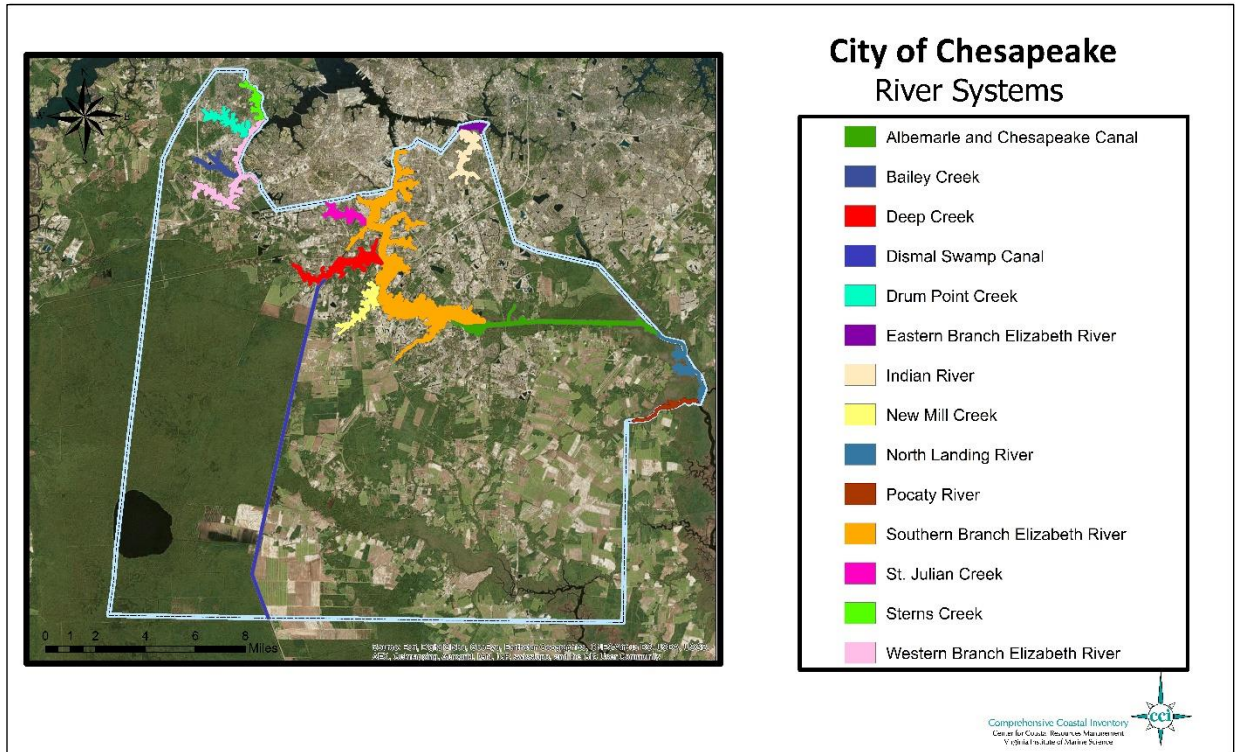 City of Chesapeake
River Systems
Albemarle and Chesapeake Canal
Bailey Creek
Deep Creek
Dismal Swamp Canal
Drum Point Creek
Eastern Branch Elizabeth River
Indian River
New Mill Creek
North Landing River
Pocaty River
Southern Branch Elizabeth River
St. Julian Creek
Sterns Creek
Western Branch Elizabeth River
0 1 2 4 6 8
Miles
Comprehensive Coastal Inventory
Center for Coastal Resources Management
Virginia Institute of Marine Science
cci